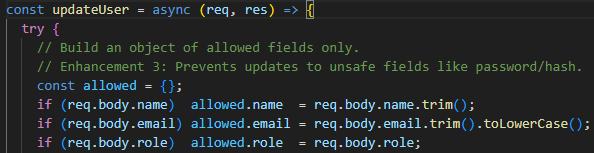 const updateUser = async (req, res) => {
  try {
    // Build an object of allowed fields only.
    // Enhancement 3: Prevents updates to unsafe fields like password/hash.
    const allowed = {};
    if (req.body.name)  allowed.name  = req.body.name.trim();
    if (req.body.email) allowed.email = req.body.email.trim().toLowerCase();
    if (req.body.role)  allowed.role  = req.body.role;